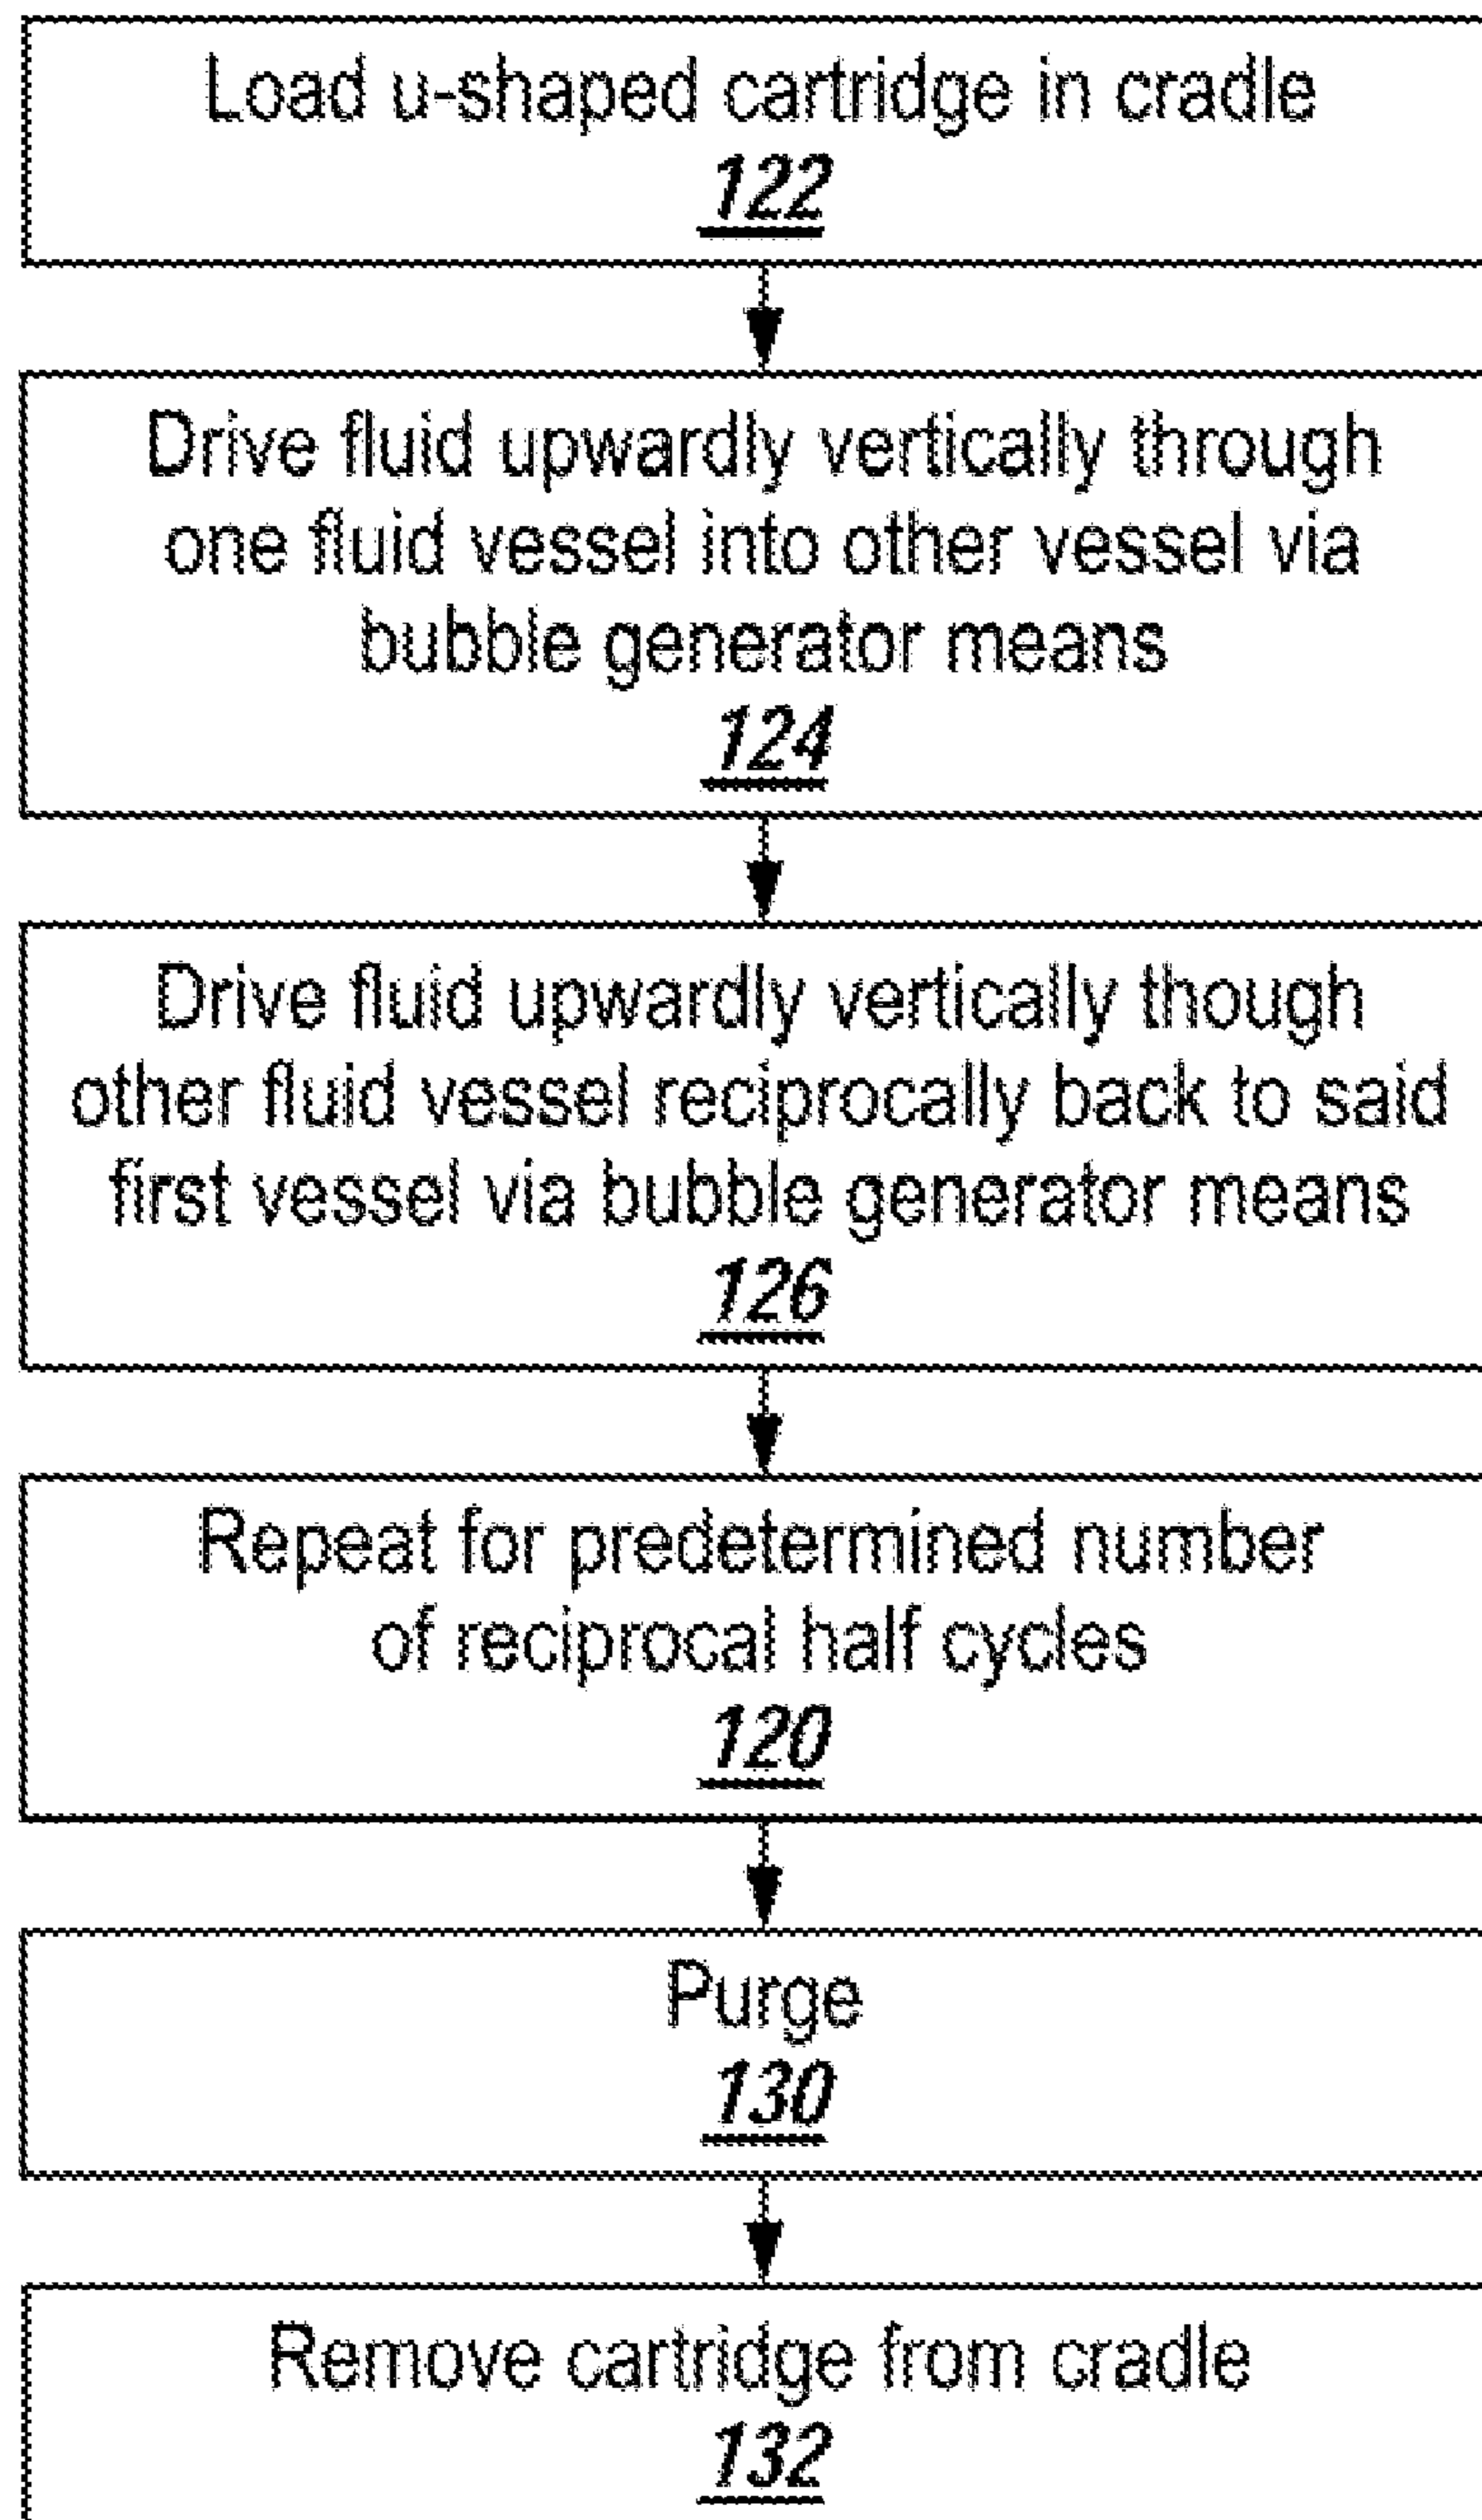 Load u-shaped cartridge in cradle
122
Drive fluid upwardly vertically through
one fluid vessel into other vessel via
bubble generator means
124
Drive fluid upwardly vertically though
other fluid vessel reciprocally back to said
first vessel via bubble generator means
126
Repeat for predetermined number
of reciprocal half cycles
120
Purge
130
Remove cartridge from cradle
132